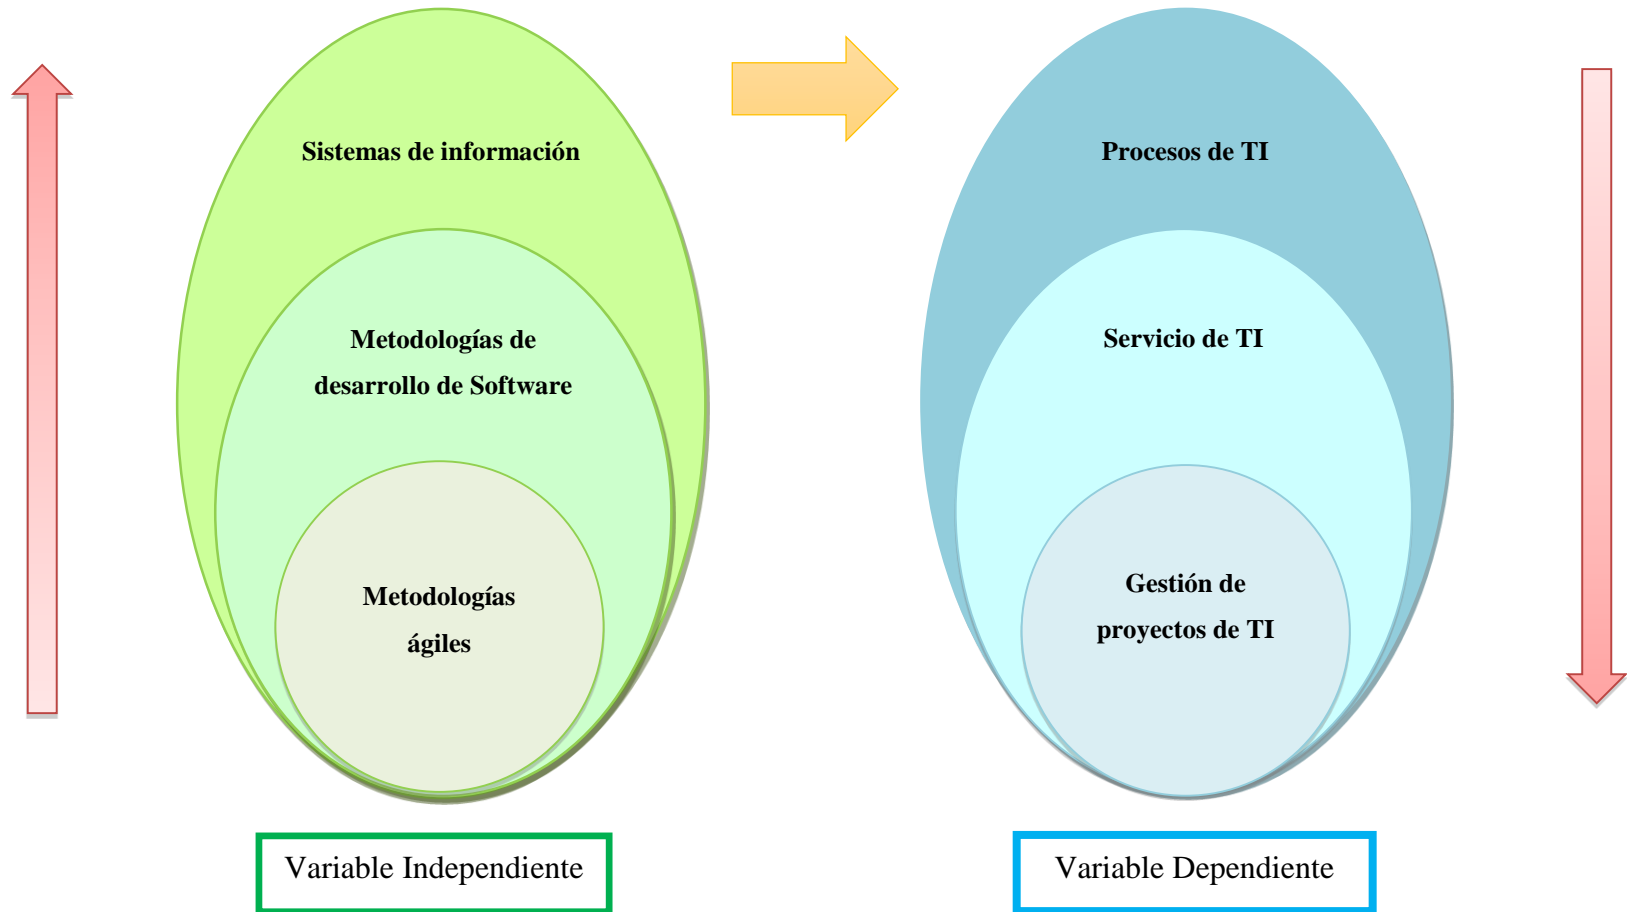 Sistemas de información
Metodologías de
desarrollo de Software
Metodologías
ágiles
Variable Independiente
Procesos de TI
Servicio de TI
Gestión de
proyectos de TI
Variable Dependiente